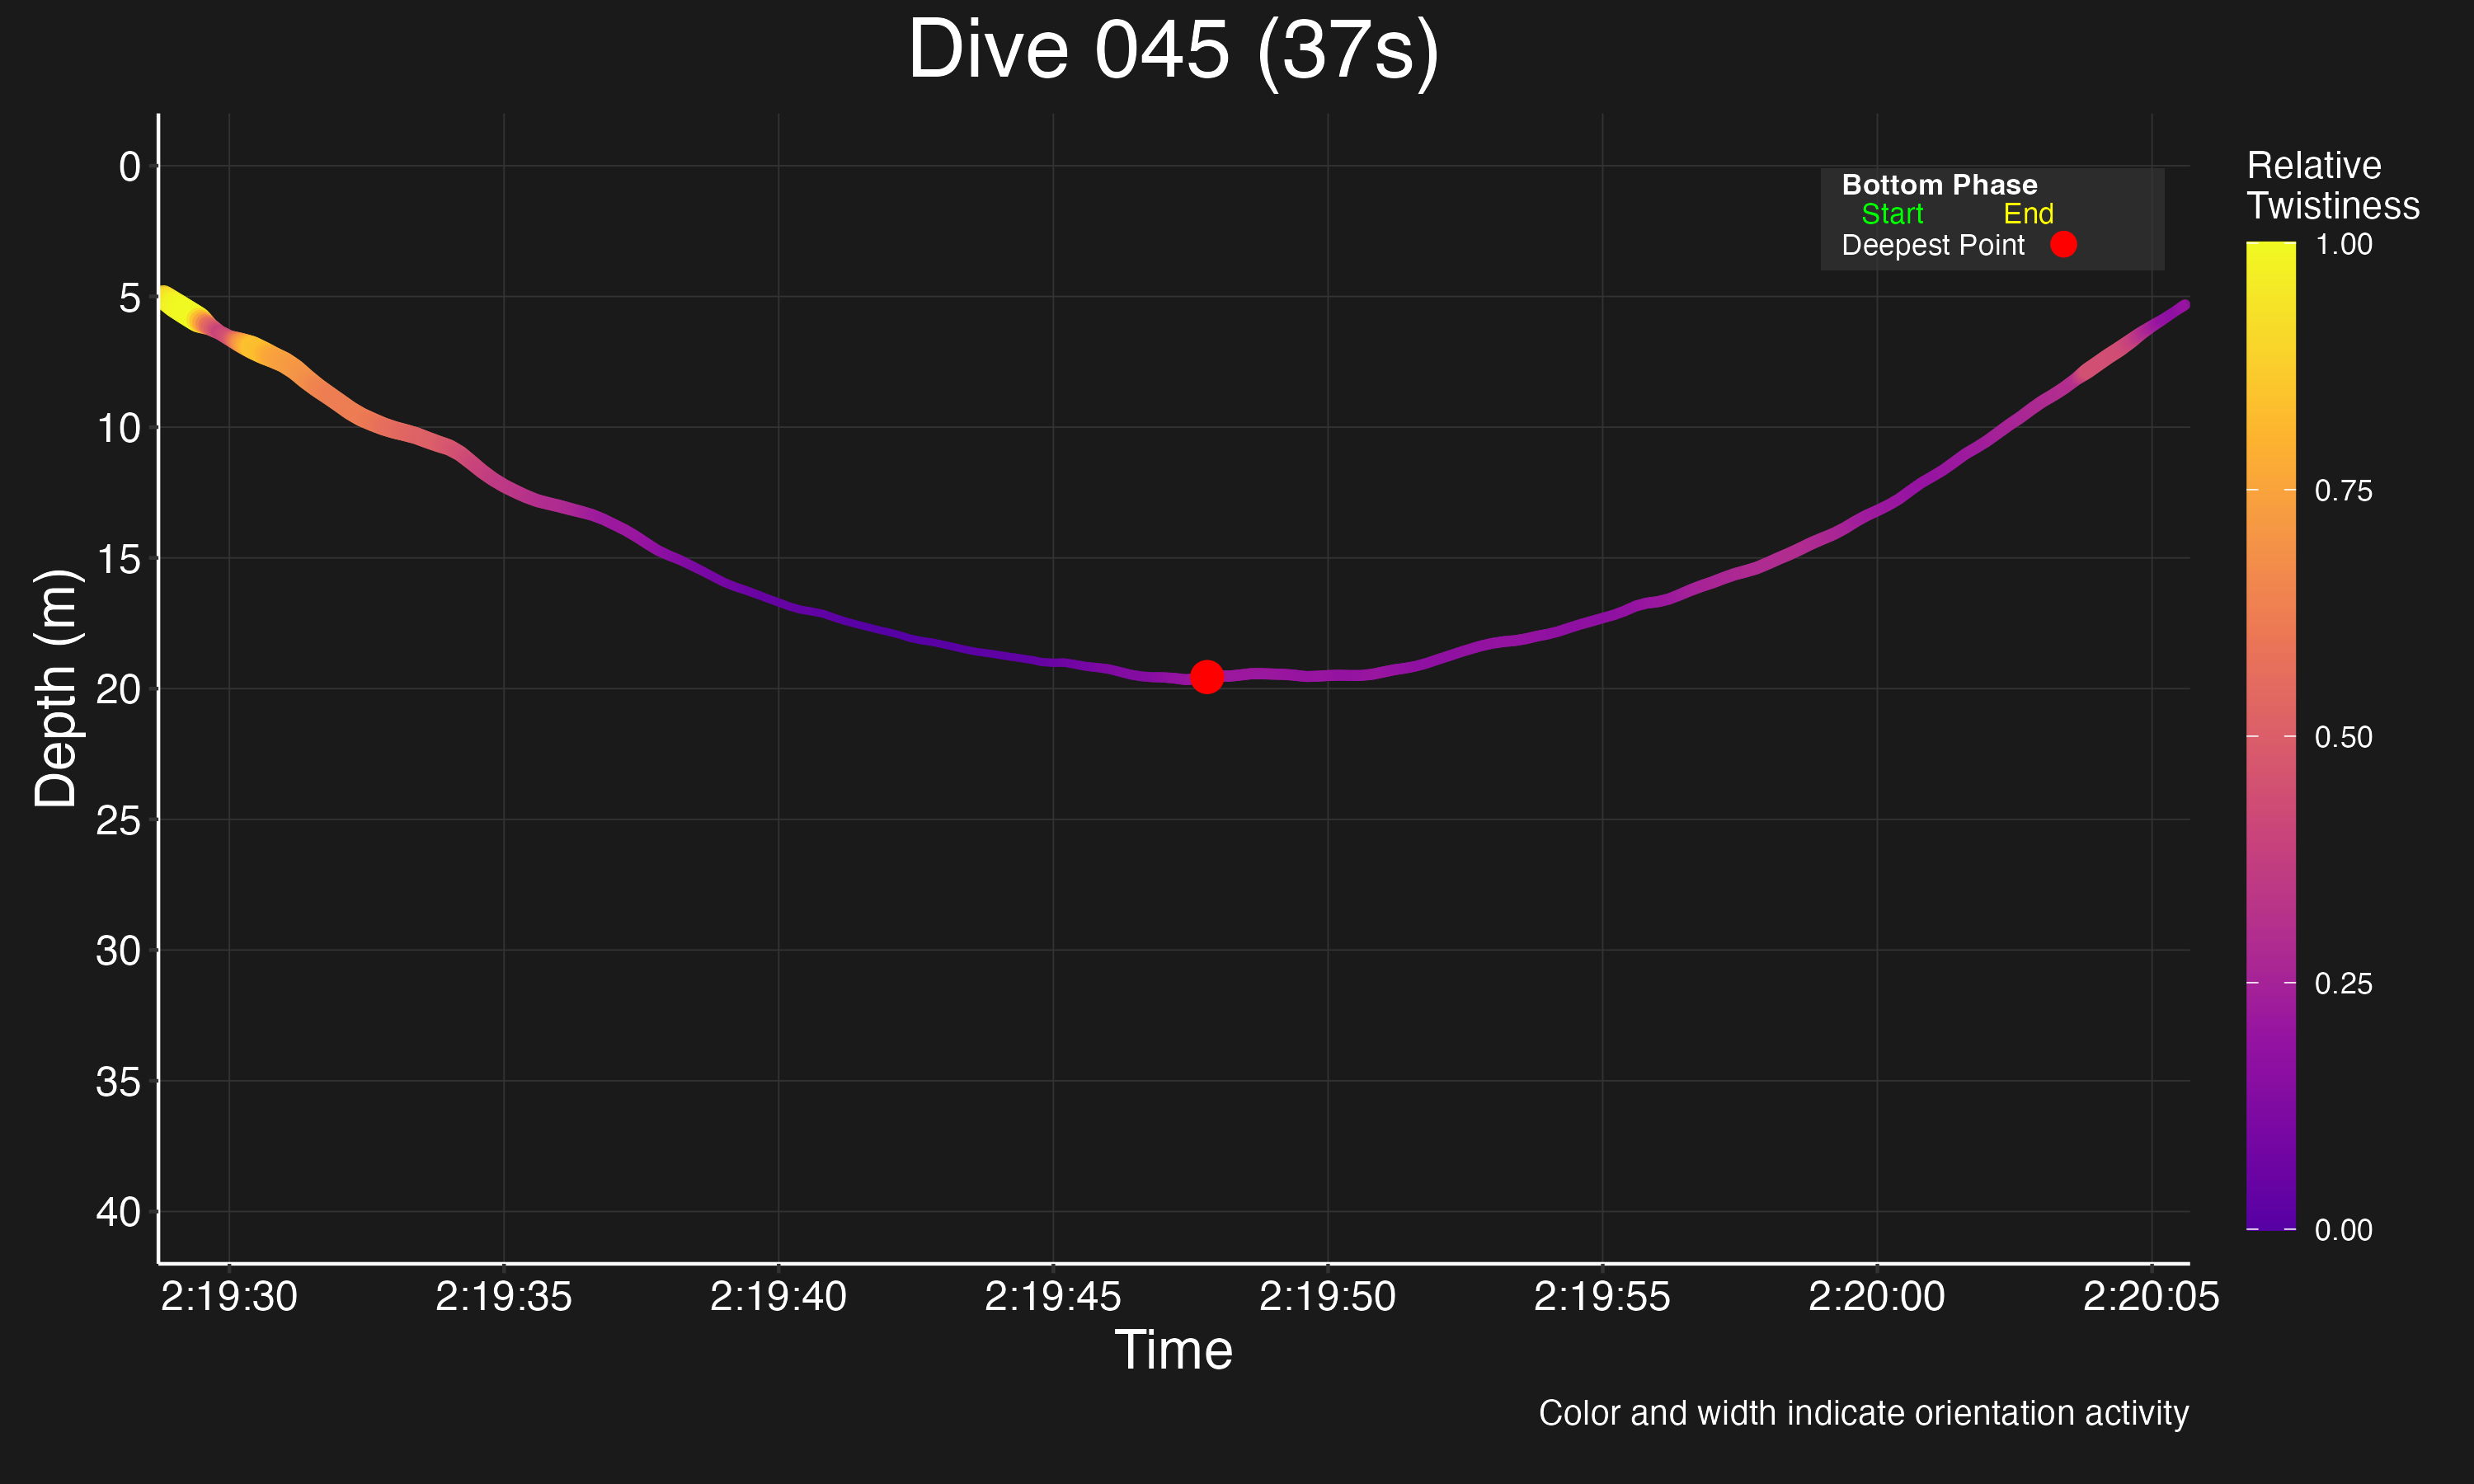 Dive 045 (37s)
0
5
10
15
20
25
30
35
40
Depth (m)
Bottom Phase
Start End
Deepest Point
Relative
Twistiness
1.00
0.75
0.50
0.25
0.00
2:19:30 2:19:35 2:19:40 2:19:45 2:19:50 2:19:55 2:20:00 2:20:05
Time
Color and width indicate orientation activity